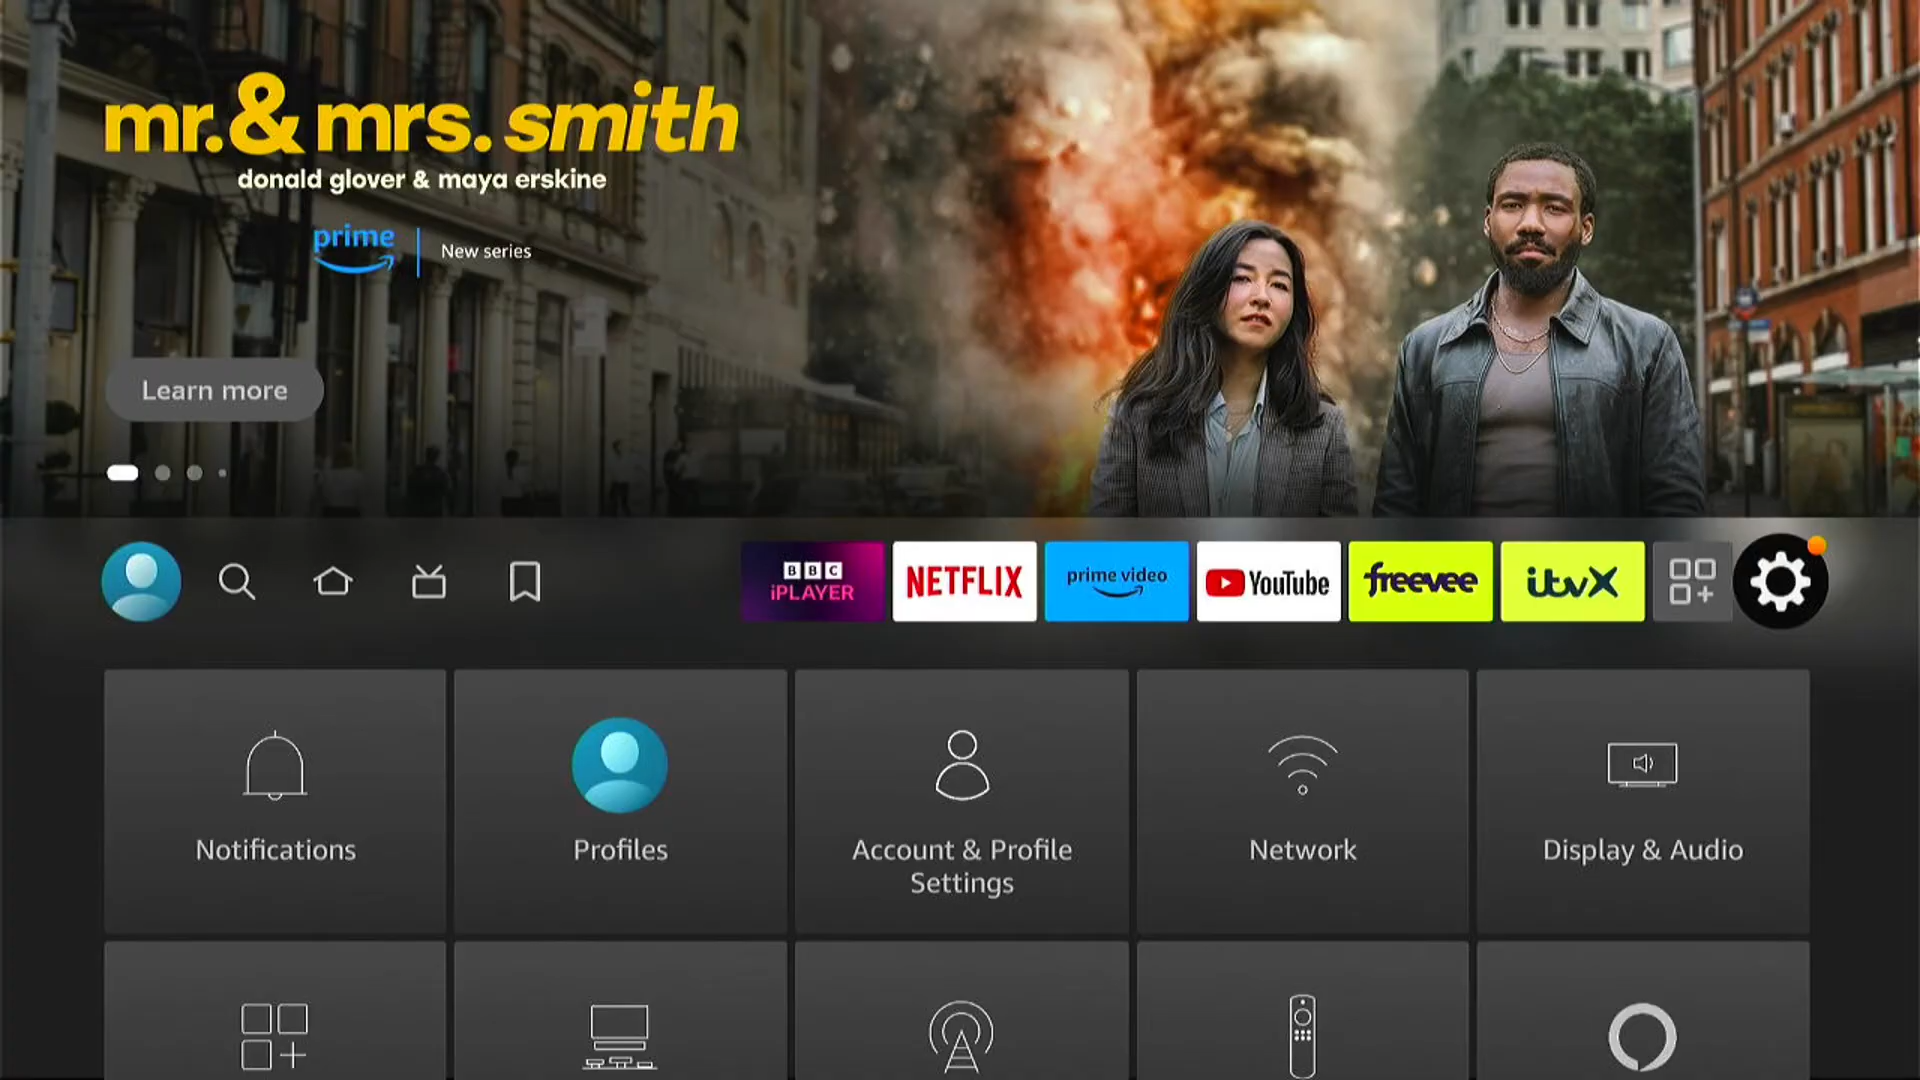 mr. & mrs. smith
donald glover & maya erskine
prime
New series
Learn more
BBC
iPLAYER
NETFLIX
prime video
YouTube
freevee
itvX
Notifications
Profiles
Account & Profile
Settings
Network
Display & Audio